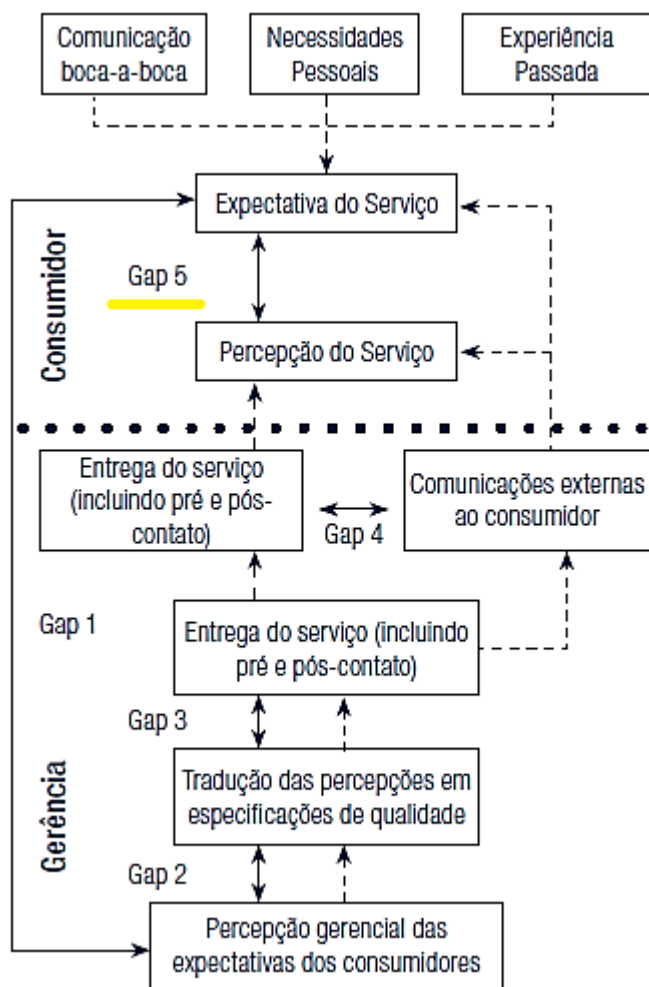 Comunicação
boca-a-boca
Necessidades
Pessoais
Experiência
Passada
Expectativa do Serviço
Consumidor
Gap 5
Percepção do Serviço
Entrega do serviço
(incluindo pré e pós-
contato)
Gap 4
Comunicações externas
ao consumidor
Gap 1
Entrega do serviço (incluindo
pré e pós-contato)
Gap 3
Gerência
Tradução das percepções em
especificações de qualidade
Gap 2
Percepção gerencial das
expectativas dos consumidores